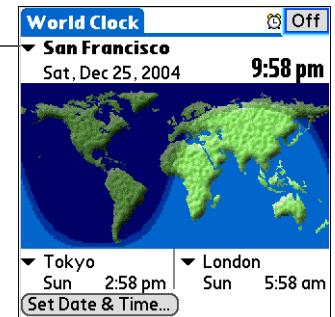 World Clock Off
San Francisco
Sat, Dec 25, 2004 9:58 pm
Tokyo London
Sun 2:58 pm Sun 5:58 am
Set Date & Time...